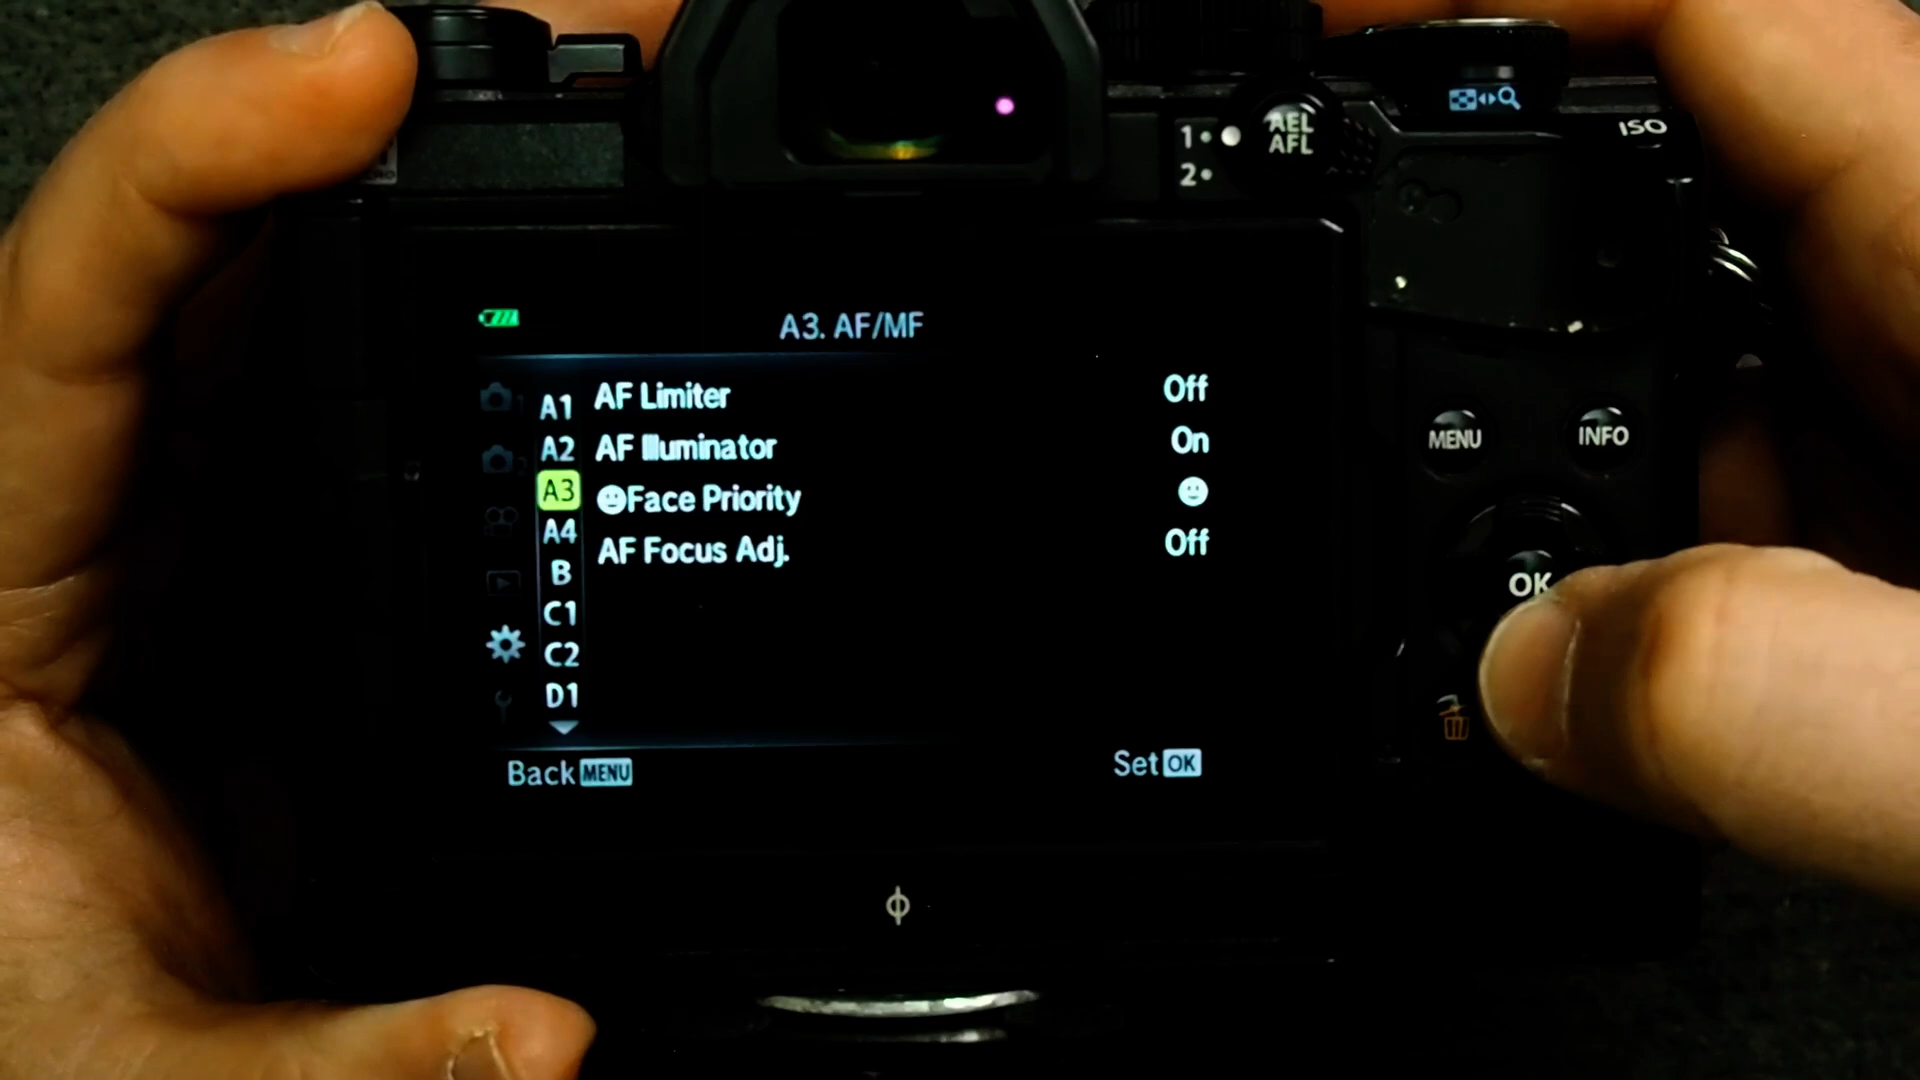 1
2
AEL
AFL
ISO
A3. AF/MF
A1 AF Limiter Off
A2 AF Illuminator On
A3 Face Priority
A4 AF Focus Adj. Off
B
C1
C2
D1
Back MENU
Set OK
MENU
INFO
OK